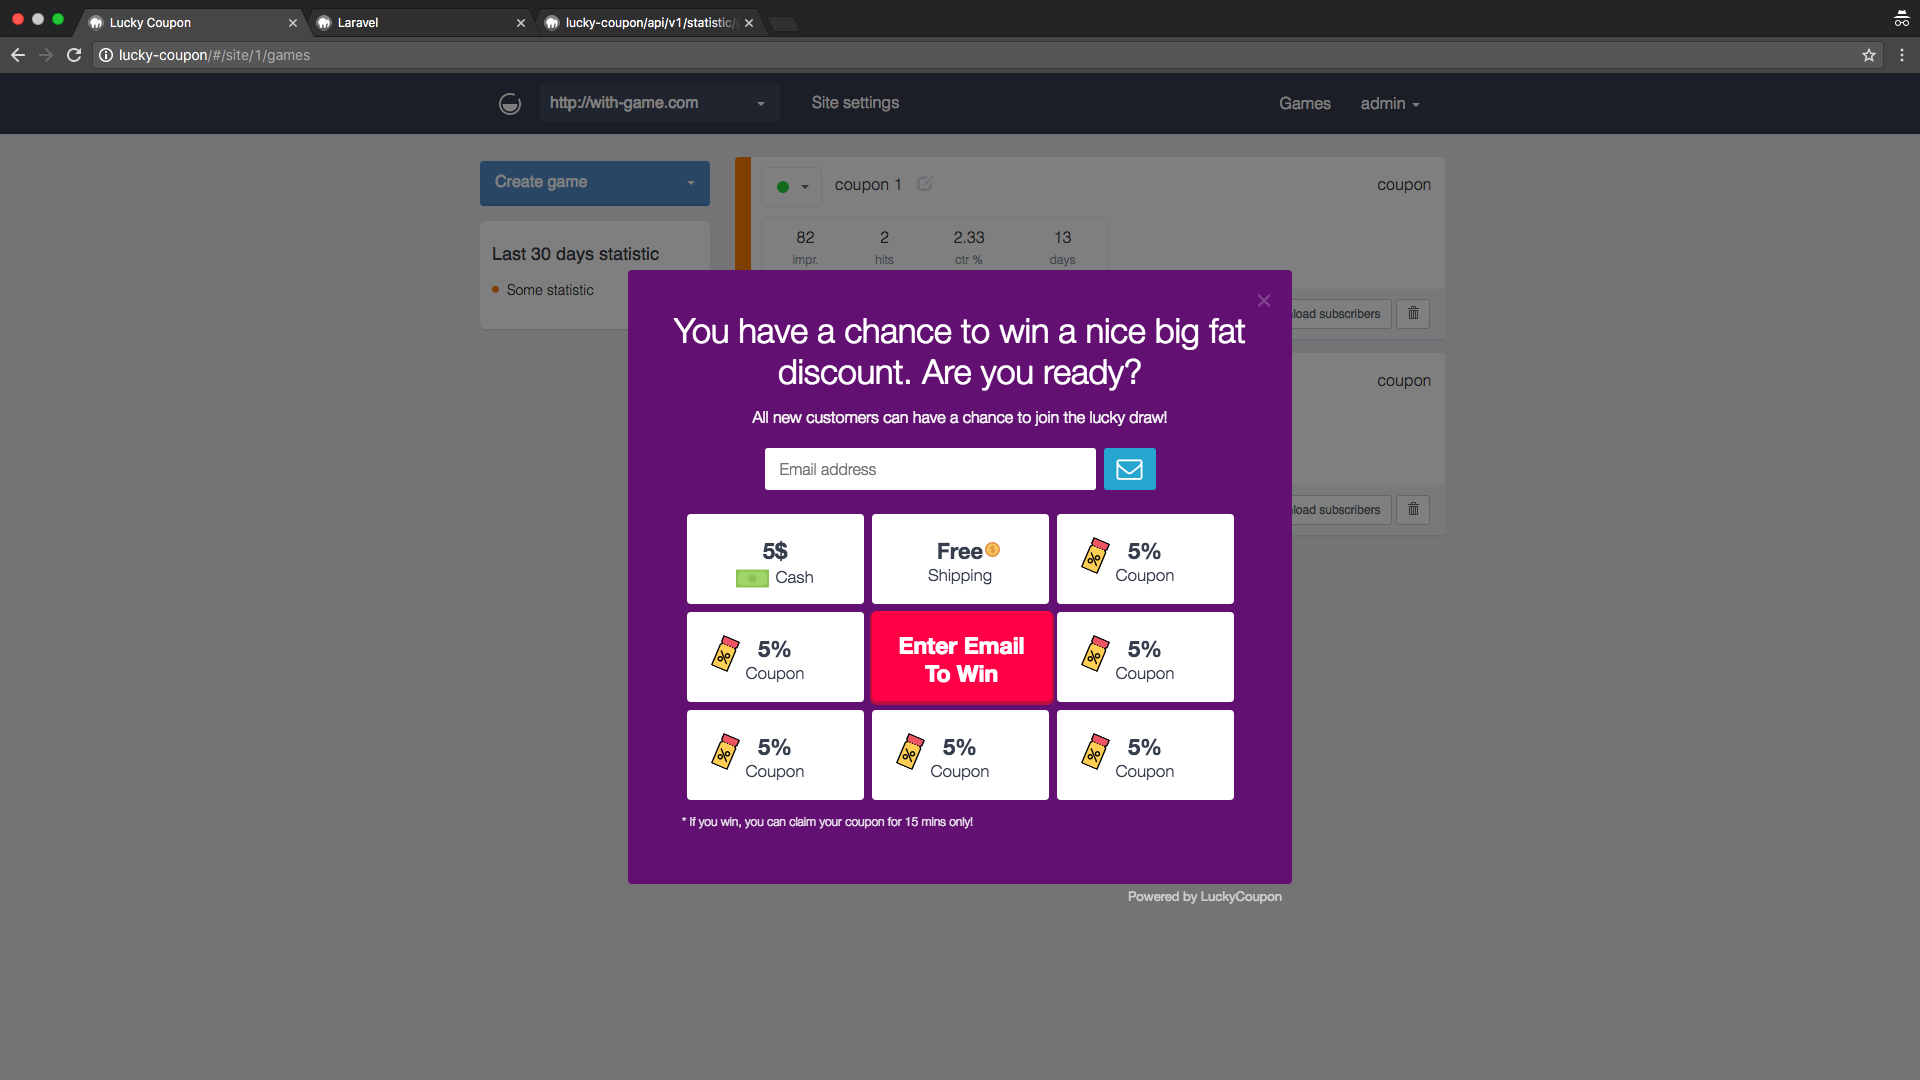 Lucky Coupon
Laravel
lucky-coupon/api/v1/statistic/
lucky-coupon/#/site/1/games
http://with-game.com
Site settings
Games
admin
Create game
coupon 1
coupon
82
2
2.33
13
impr.
hits
ctr %
days
Last 30 days statistic
Some statistic
load subscribers
coupon
load subscribers
×
You have a chance to win a nice big fat
discount. Are you ready?
All new customers can have a chance to join the lucky draw!
Email address
5$
Cash
Free
Shipping
5%
Coupon
5%
Coupon
Enter Email
To Win
5%
Coupon
5%
Coupon
5%
Coupon
5%
Coupon
* If you win, you can claim your coupon for 15 mins only!
Powered by LuckyCoupon